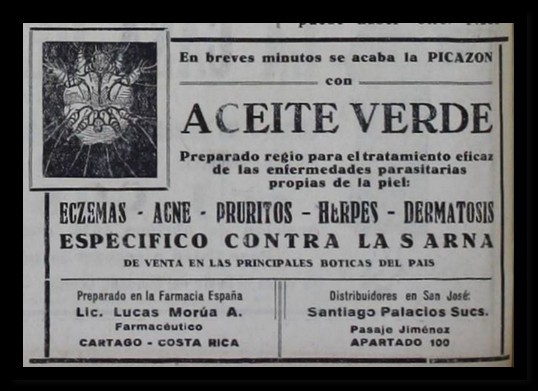 En breves minutos se acaba la PICAZON
con
ACEITE VERDE
Preparado regio para el tratamiento eficaz
de las enfermedades parasitarias
propias de la piel:
ECZEMAS - ACNE - PRURITOS - HERPES - DERMATOSIS
ESPECIFICO CONTRA LA SARNA
DE VENTA EN LAS PRINCIPALES BOTICAS DEL PAIS
Preparado en la Farmacia España
Lic. Lucas Morúa A.
Farmacéutico
CARTAGO - COSTA RICA
Distribuidores en San José:
Santiago Palacios Sucs.
Pasaje Jiménez
APARTADO 100